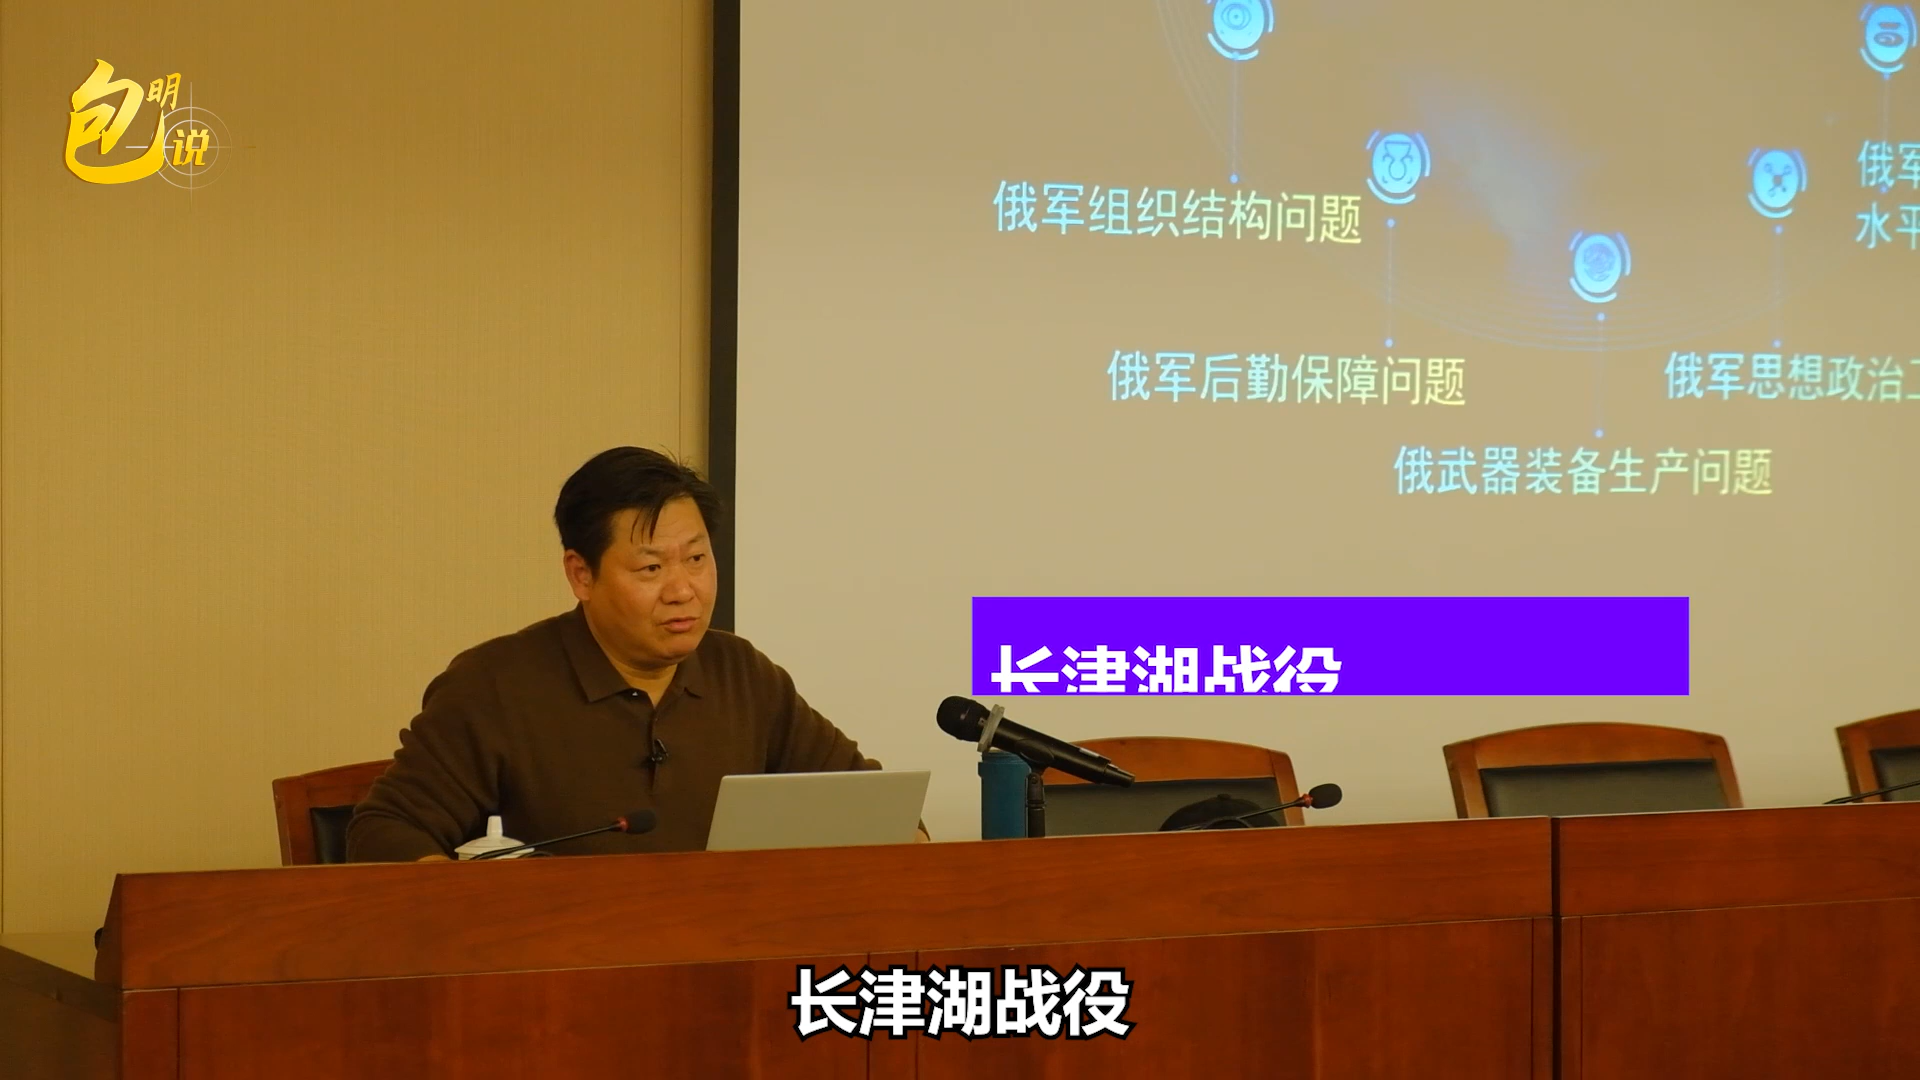 包明说
俄军
水平
俄军组织结构问题
俄军后勤保障问题
俄军思想政治工
俄武器装备生产问题
长津湖战役
长津湖战役